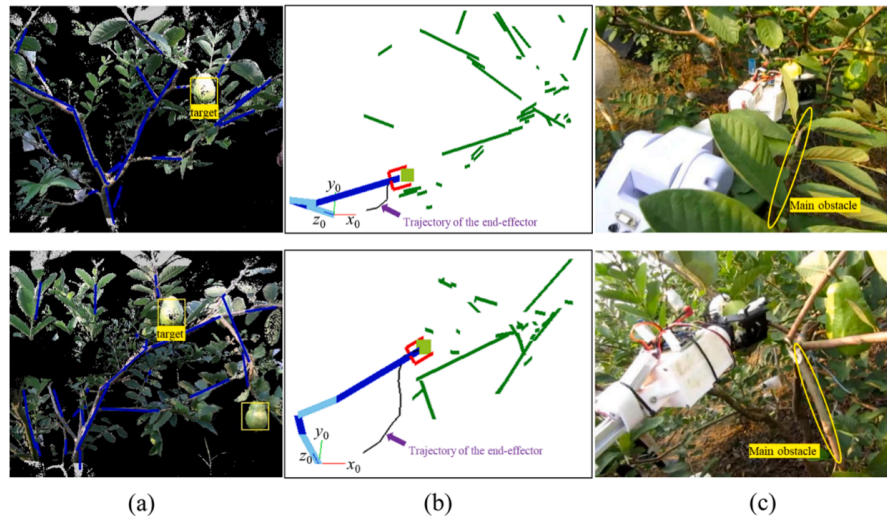 target
y0
z0
x0
Trajectory of the end-effector
Main obstacle
target
y0
z0
x0
Trajectory of the end-effector
Main obstacle
(a)
(b)
(c)